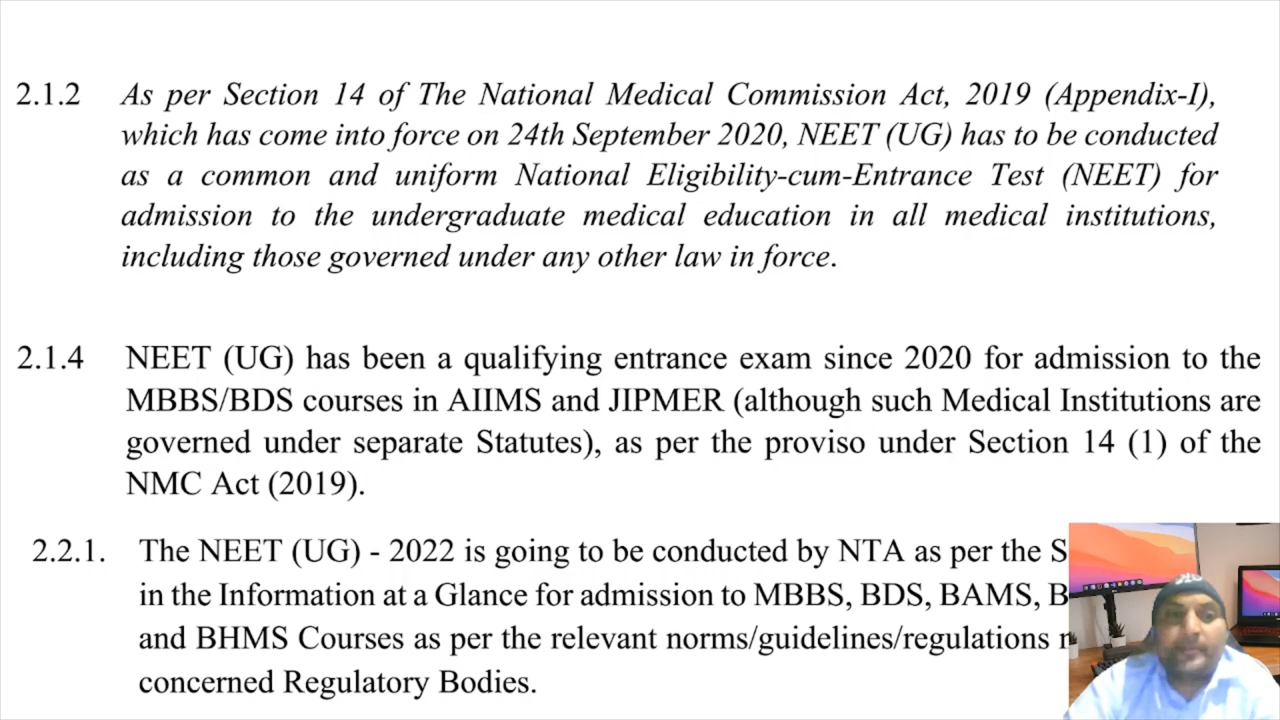 2.1.2 As per Section 14 of The National Medical Commission Act, 2019 (Appendix-I),
which has come into force on 24th September 2020, NEET (UG) has to be conducted
as a common and uniform National Eligibility-cum-Entrance Test (NEET) for
admission to the undergraduate medical education in all medical institutions,
including those governed under any other law in force.
2.1.4 NEET (UG) has been a qualifying entrance exam since 2020 for admission to the
MBBS/BDS courses in AIIMS and JIPMER (although such Medical Institutions are
governed under separate Statutes), as per the proviso under Section 14 (1) of the
NMC Act (2019).
2.2.1. The NEET (UG) - 2022 is going to be conducted by NTA as per the
in the Information at a Glance for admission to MBBS, BDS, BAMS,
and BHMS Courses as per the relevant norms/guidelines/regulations
concerned Regulatory Bodies.